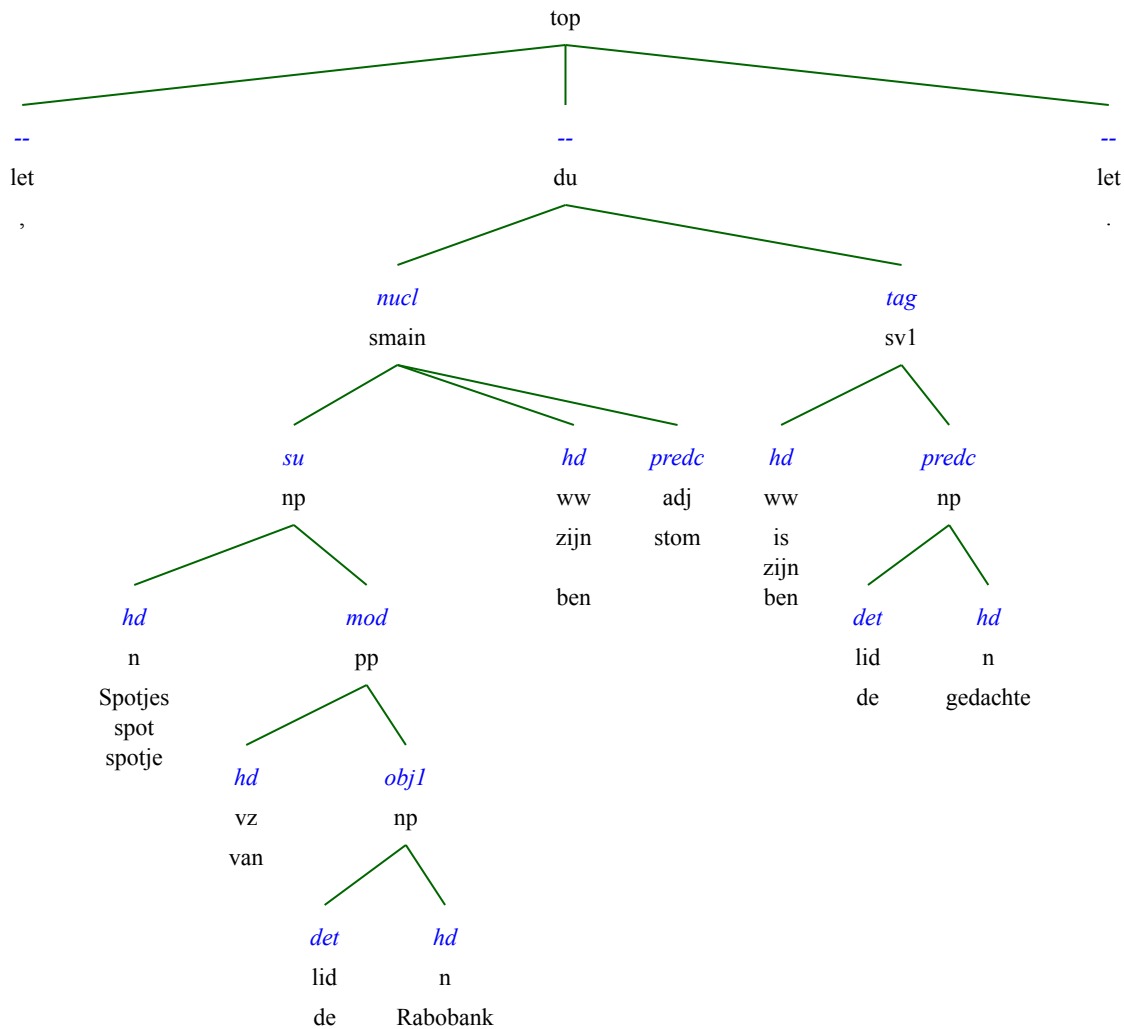 top
-- -- --
let du let
, .
nucl tag
smain sv1
su hd predc hd predc
np ww adj ww np
zijn stom is
zijn
ben ben
hd mod det hd
n pp lid n
Spotjes de gedachte
spot
spotje
hd obj1
vz np
van
det hd
lid n
de Rabobank